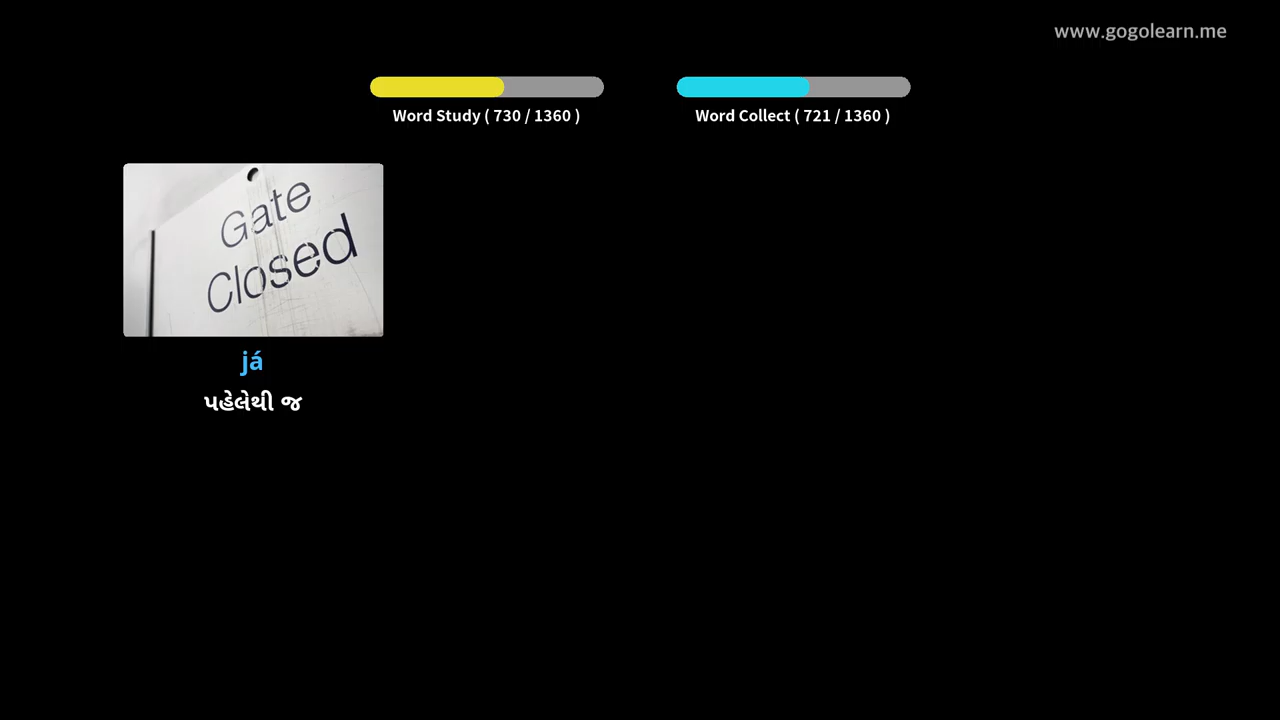 www.gogolearn.me
Word Study ( 730 / 1360 )
Word Collect ( 721 / 1360 )
Gate
Closed
já
પહેલેથી જ